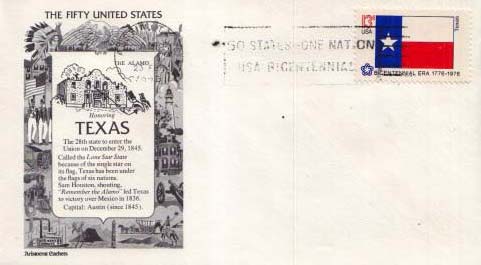 THE FIFTY UNITED STATES
THE ALAMO
Honoring
TEXAS
The 28th state to enter the
Union on December 29, 1845.
Called the Lone Star State
because of the single star on
its flag, Texas has been under
the flags of six nations.
Sam Houston, shouting,
"Remember the Alamo" led Texas
to victory over Mexico in 1836.
Capital: Austin (since 1845).
Aristocrat Cachets
50 STATES-ONE NATION
USA BICENTENNIAL
13¢
USA
Texas
BICENTENNIAL ERA 1776-1976